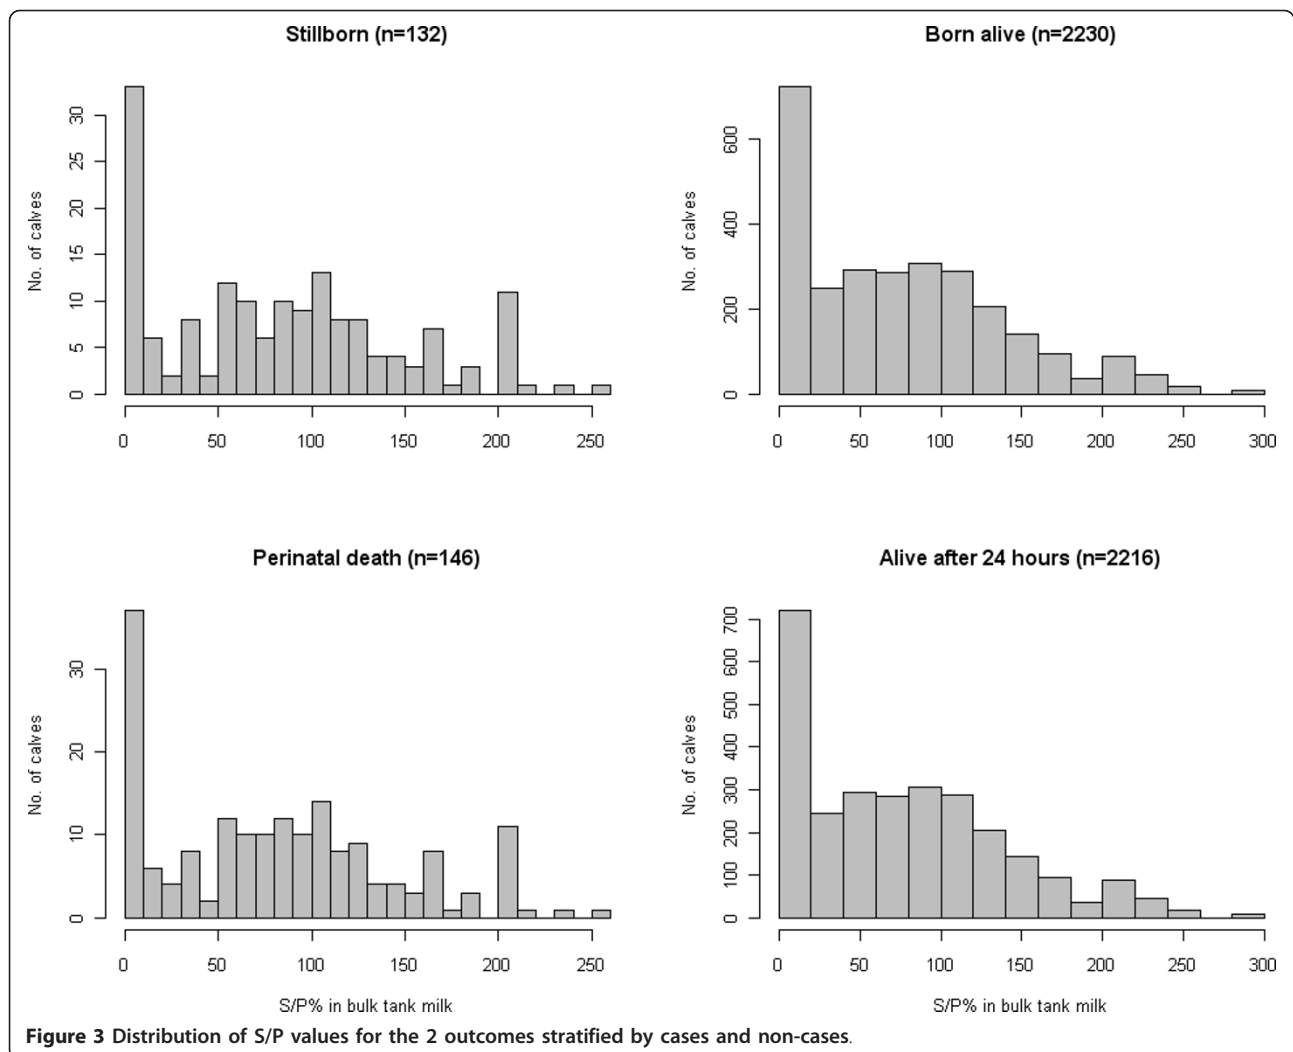 Stillborn (n=132)
No. of calves
0 5 10 15 20 25 30
0 50 100 150 200 250
Born alive (n=2230)
No. of calves
0 200 400 600
0 50 100 150 200 250 300
Perinatal death (n=146)
No. of calves
0 10 20 30
0 50 100 150 200 250
S/P% in bulk tank milk
Alive after 24 hours (n=2216)
No. of calves
0 100 200 300 400 500 600 700
0 50 100 150 200 250 300
S/P% in bulk tank milk
Figure 3 Distribution of S/P values for the 2 outcomes stratified by cases and non-cases.